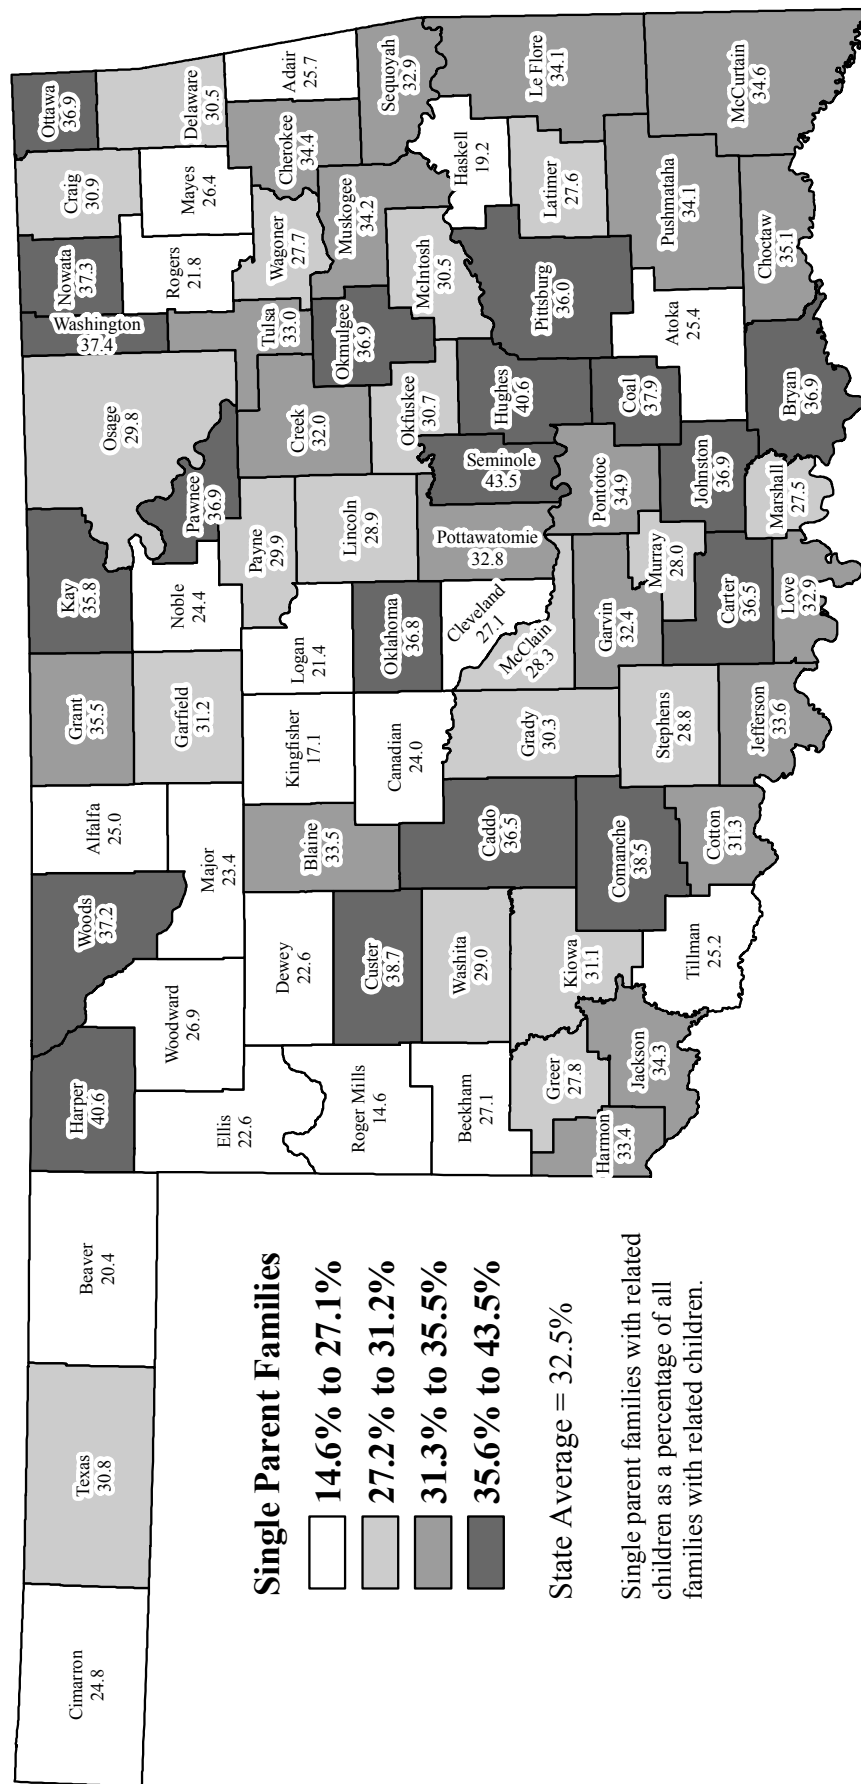 Cimarron
24.8
Texas
30.8
Beaver
20.4
Harper
40.6
Woods
37.2
Alfalfa
25.0
Grant
35.5
Kay
35.8
Osage
29.8
Washington
37.4
Nowata
37.3
Craig
30.9
Ottawa
36.9
Ellis
22.6
Woodward
26.9
Major
23.4
Garfield
31.2
Noble
24.4
Pawnee
36.9
Rogers
21.8
Mayes
26.4
Delaware
30.5
Roger Mills
14.6
Dewey
22.6
Blaine
33.5
Kingfisher
17.1
Logan
21.4
Payne
29.9
Creek
32.0
Tulsa
33.0
Wagoner
27.7
Cherokee
34.4
Adair
25.7
Beckham
27.1
Custer
38.7
Canadian
24.0
Oklahoma
36.8
Lincoln
28.9
Okfuskee
30.7
Okmulgee
36.9
Muskogee
34.2
Sequoyah
32.9
Washita
29.0
Caddo
36.5
Grady
30.3
Cleveland
27.1
McClain
28.3
Pottawatomie
32.8
Seminole
43.5
Hughes
40.6
McIntosh
30.5
Haskell
19.2
Le Flore
34.1
Harmon
33.4
Greer
27.8
Kiowa
31.1
Comanche
38.5
Stephens
28.8
Garvin
32.4
Murray
28.0
Pontotoc
34.9
Coal
37.9
Pittsburg
36.0
Latimer
27.6
Jackson
34.3
Tillman
25.2
Cotton
31.3
Jefferson
33.6
Carter
36.5
Love
32.9
Johnston
36.9
Marshall
27.5
Atoka
25.4
Bryan
36.9
Pushmataha
34.1
Choctaw
35.1
McCurtain
34.6
Single Parent Families
14.6% to 27.1%
27.2% to 31.2%
31.3% to 35.5%
35.6% to 43.5%
State Average = 32.5%
Single parent families with related
children as a percentage of all
families with related children.